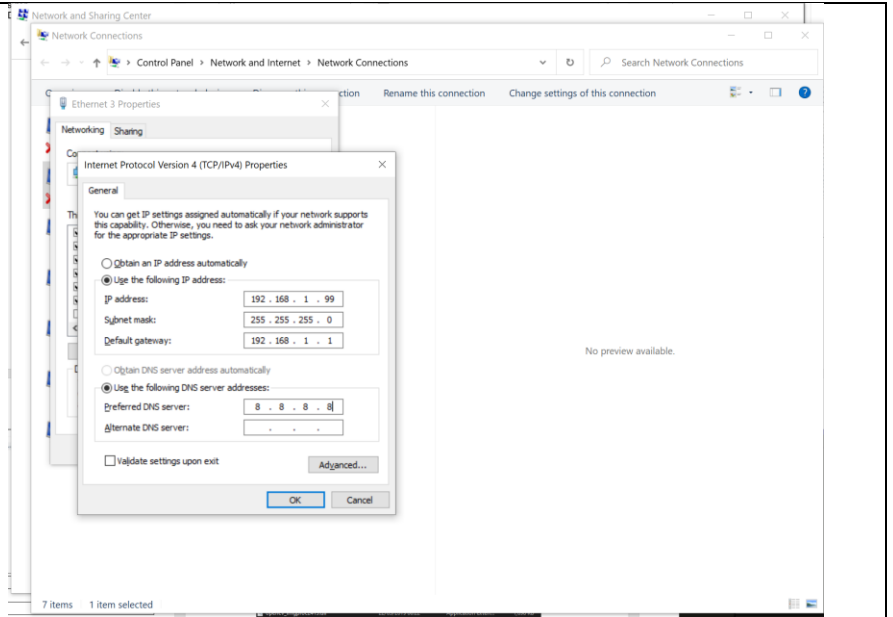 Network and Sharing Center
Network Connections
Control Panel > Network and Internet > Network Connections
Search Network Connections
Rename this connection
Change settings of this connection
Ethernet 3 Properties
Networking
Sharing
Internet Protocol Version 4 (TCP/IPv4) Properties
General
You can get IP settings assigned automatically if your network supports
this capability. Otherwise, you need to ask your network administrator
for the appropriate IP settings.
Obtain an IP address automatically
Use the following IP address:
IP address: 192 . 168 . 1 . 99
Subnet mask: 255 . 255 . 255 . 0
Default gateway: 192 . 168 . 1 . 1
No preview available.
Obtain DNS server address automatically
Use the following DNS server addresses:
Preferred DNS server: 8 . 8 . 8 . 8
Alternate DNS server: . . .
Validate settings upon exit
Advanced...
OK
Cancel
7 items
1 item selected